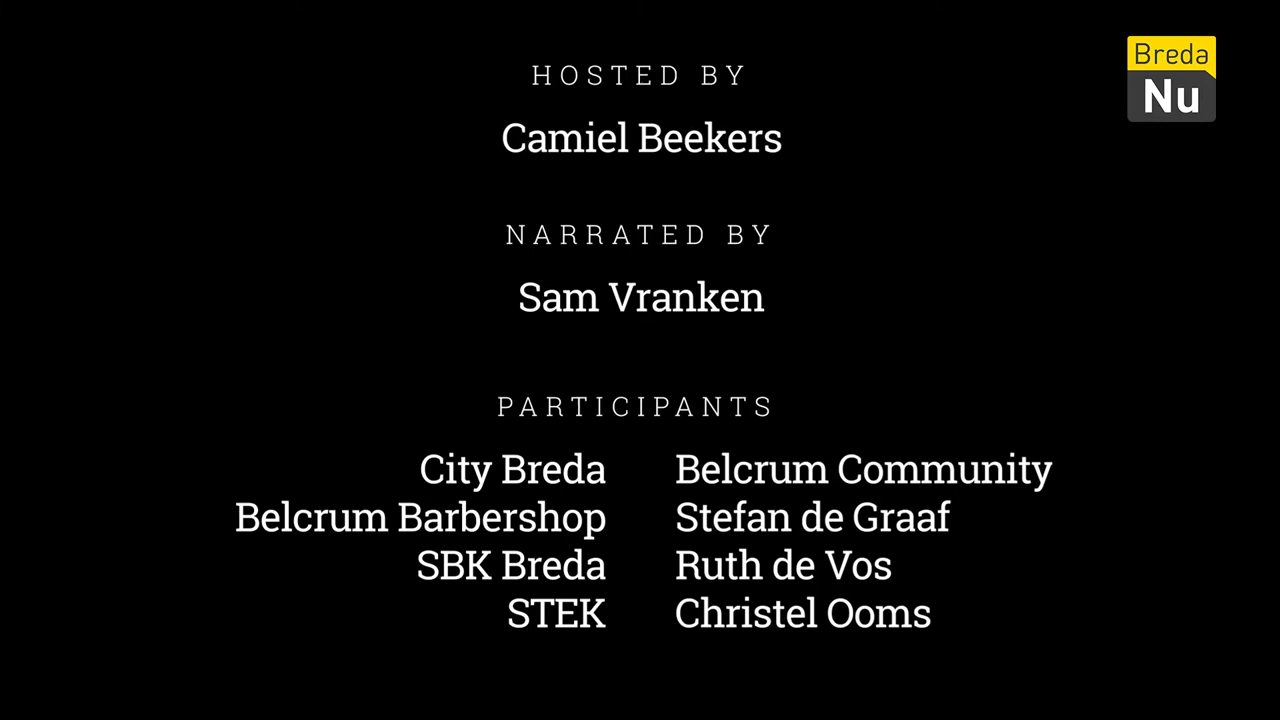 Breda
Nu
HOSTED BY
Camiel Beekers
NARRATED BY
Sam Vranken
PARTICIPANTS
City Breda Belcrum Community
Belcrum Barbershop Stefan de Graaf
SBK Breda Ruth de Vos
STEK Christel Ooms